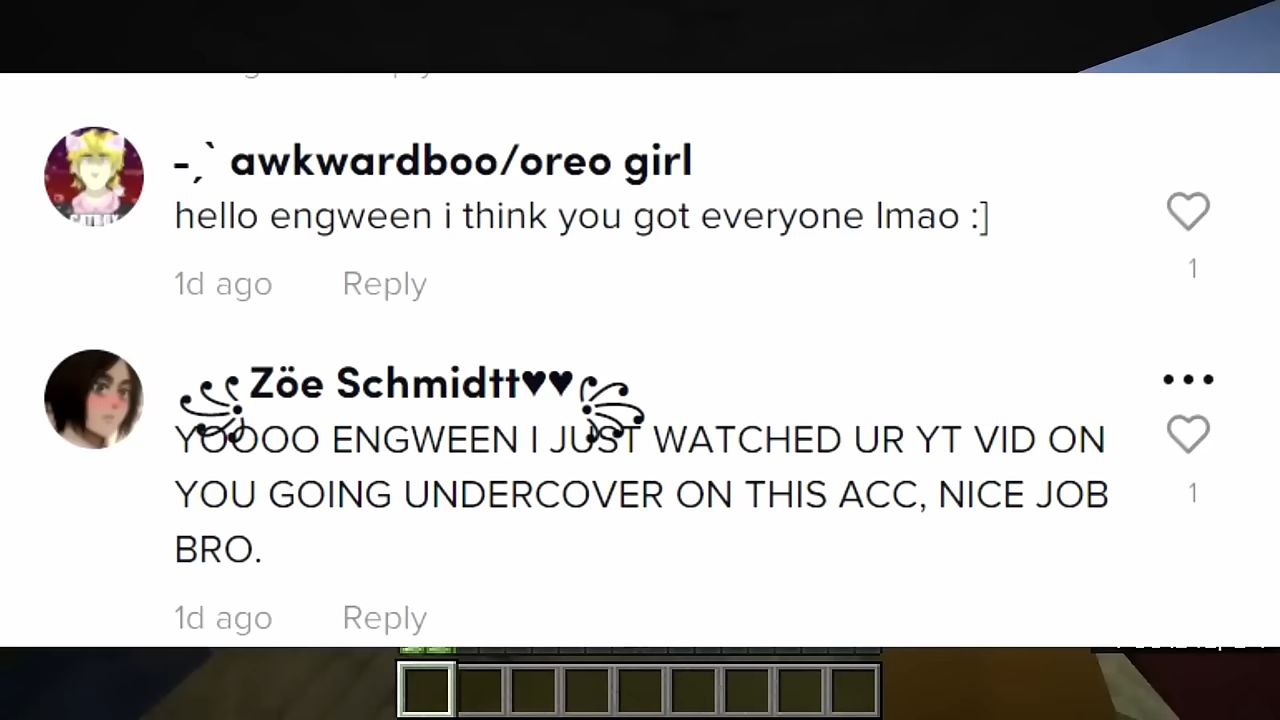 -ˏˋ awkwardboo/oreo girl
hello engween i think you got everyone lmao :]
1
1d ago Reply
꧁Zöe Schmidtt♥♥꧂
YOOOO ENGWEEN I JUST WATCHED UR YT VID ON
YOU GOING UNDERCOVER ON THIS ACC, NICE JOB
1
BRO.
1d ago Reply